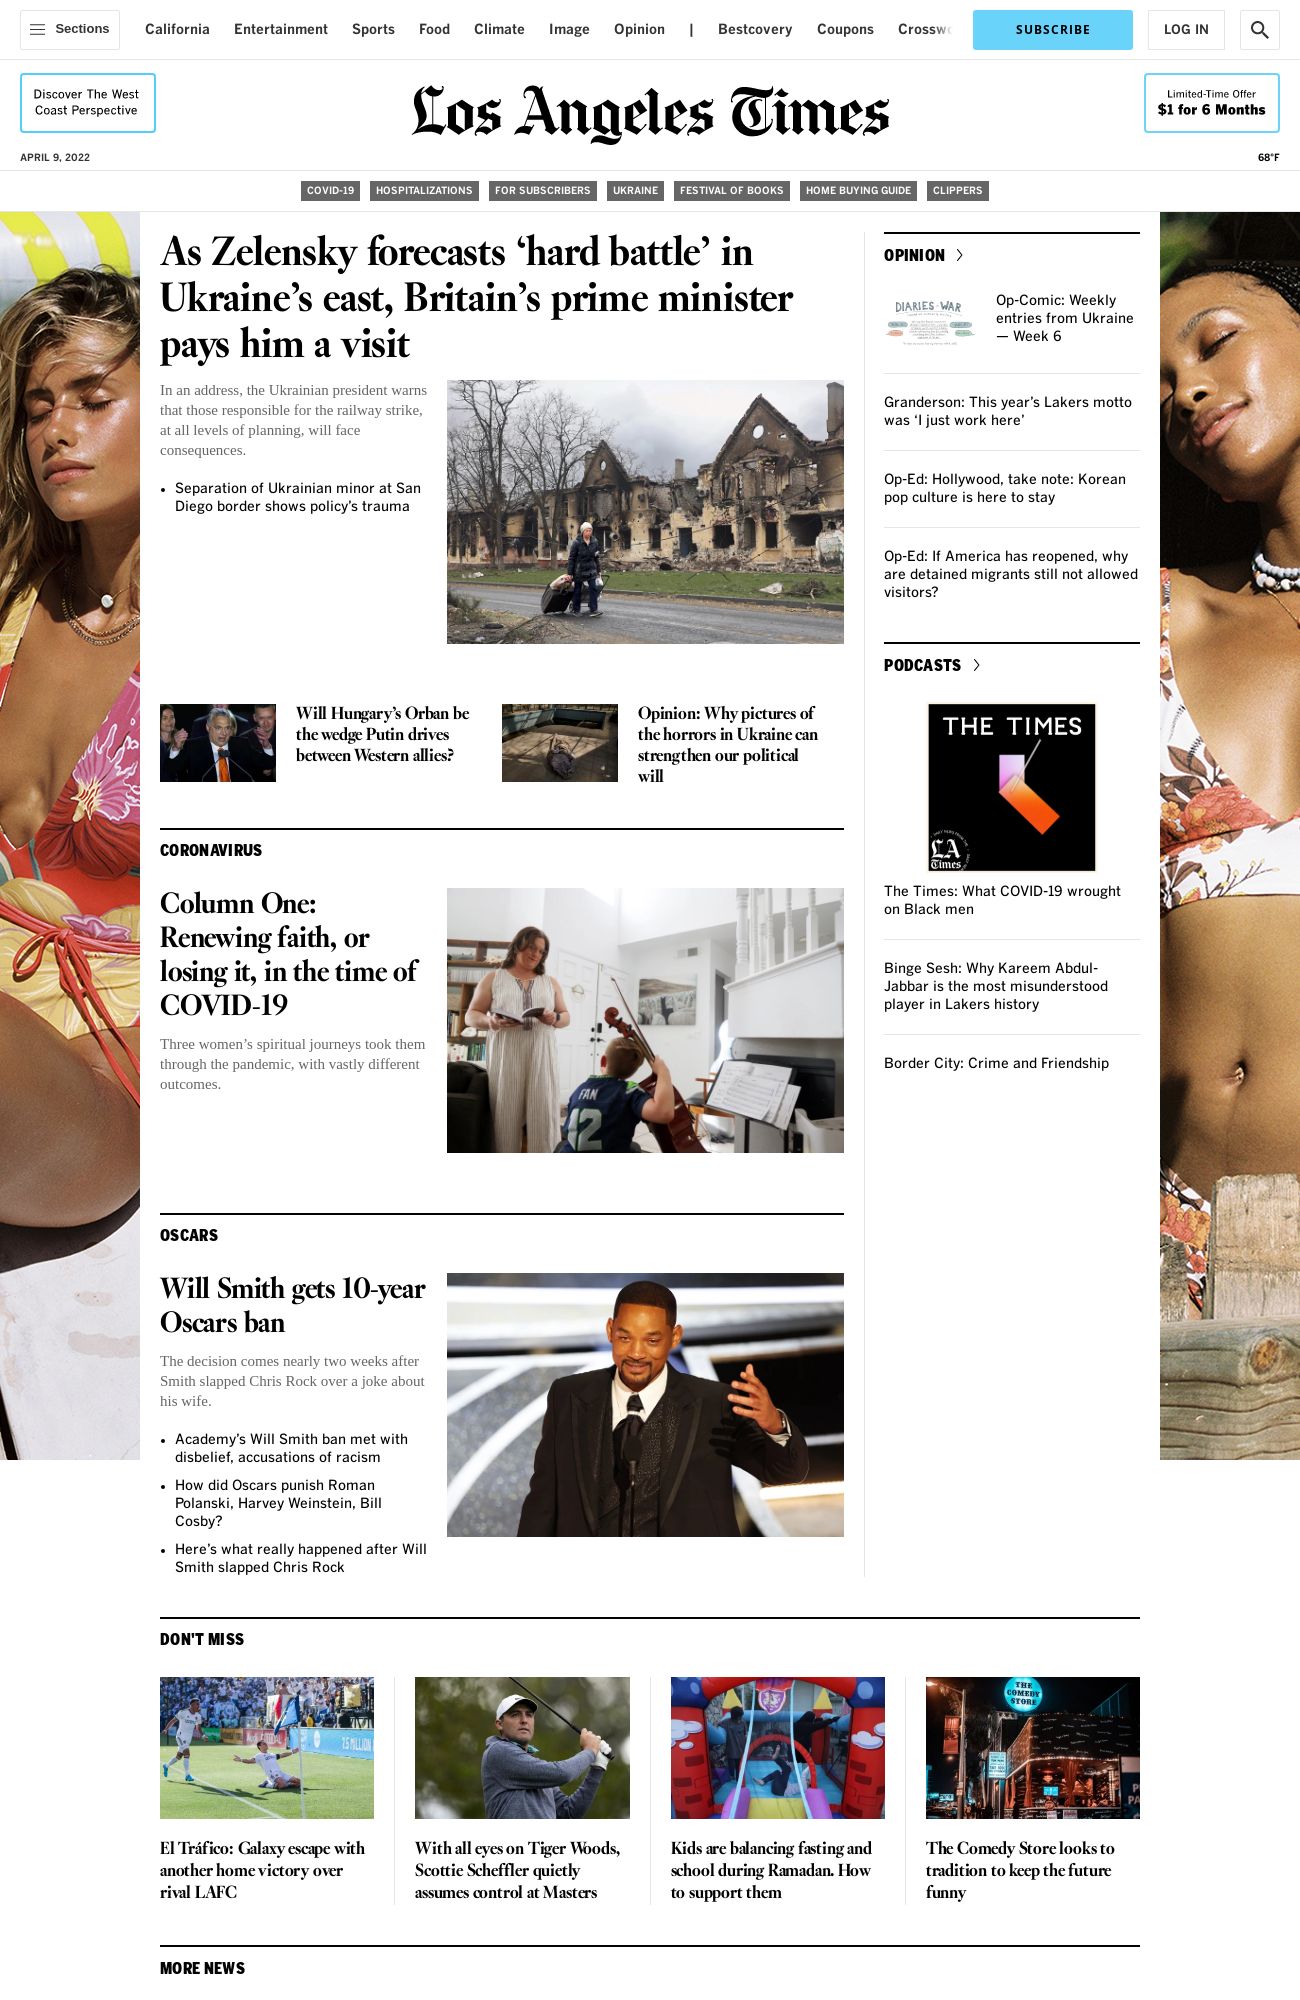 Sections
California
Entertainment
Sports
Food
Climate
Image
Opinion
|
Bestcovery
Coupons
Crossw
SUBSCRIBE
LOG IN
Discover The West
Coast Perspective
Los Angeles Times
Limited-Time Offer
$1 for 6 Months
APRIL 9, 2022
68°F
COVID-19
HOSPITALIZATIONS
FOR SUBSCRIBERS
UKRAINE
FESTIVAL OF BOOKS
HOME BUYING GUIDE
CLIPPERS
As Zelensky forecasts ‘hard battle’ in
Ukraine’s east, Britain’s prime minister
pays him a visit
In an address, the Ukrainian president warns
that those responsible for the railway strike,
at all levels of planning, will face
consequences.
• Separation of Ukrainian minor at San
Diego border shows policy’s trauma
Will Hungary’s Orban be
the wedge Putin drives
between Western allies?
Opinion: Why pictures of
the horrors in Ukraine can
strengthen our political
will
CORONAVIRUS
Column One:
Renewing faith, or
losing it, in the time of
COVID-19
Three women’s spiritual journeys took them
through the pandemic, with vastly different
outcomes.
FAN
12
OSCARS
Will Smith gets 10-year
Oscars ban
The decision comes nearly two weeks after
Smith slapped Chris Rock over a joke about
his wife.
• Academy’s Will Smith ban met with
disbelief, accusations of racism
• How did Oscars punish Roman
Polanski, Harvey Weinstein, Bill
Cosby?
• Here’s what really happened after Will
Smith slapped Chris Rock
OPINION
DIARIES of WAR
Op-Comic: Weekly
entries from Ukraine
— Week 6
Granderson: This year’s Lakers motto
was ‘I just work here’
Op-Ed: Hollywood, take note: Korean
pop culture is here to stay
Op-Ed: If America has reopened, why
are detained migrants still not allowed
visitors?
PODCASTS
THE TIMES
LA
Times
The Times: What COVID-19 wrought
on Black men
Binge Sesh: Why Kareem Abdul-
Jabbar is the most misunderstood
player in Lakers history
Border City: Crime and Friendship
DON'T MISS
7.5 MILLION
THE
COMEDY
STORE
El Tráfico: Galaxy escape with
another home victory over
rival LAFC
With all eyes on Tiger Woods,
Scottie Scheffler quietly
assumes control at Masters
Kids are balancing fasting and
school during Ramadan. How
to support them
The Comedy Store looks to
tradition to keep the future
funny
MORE NEWS